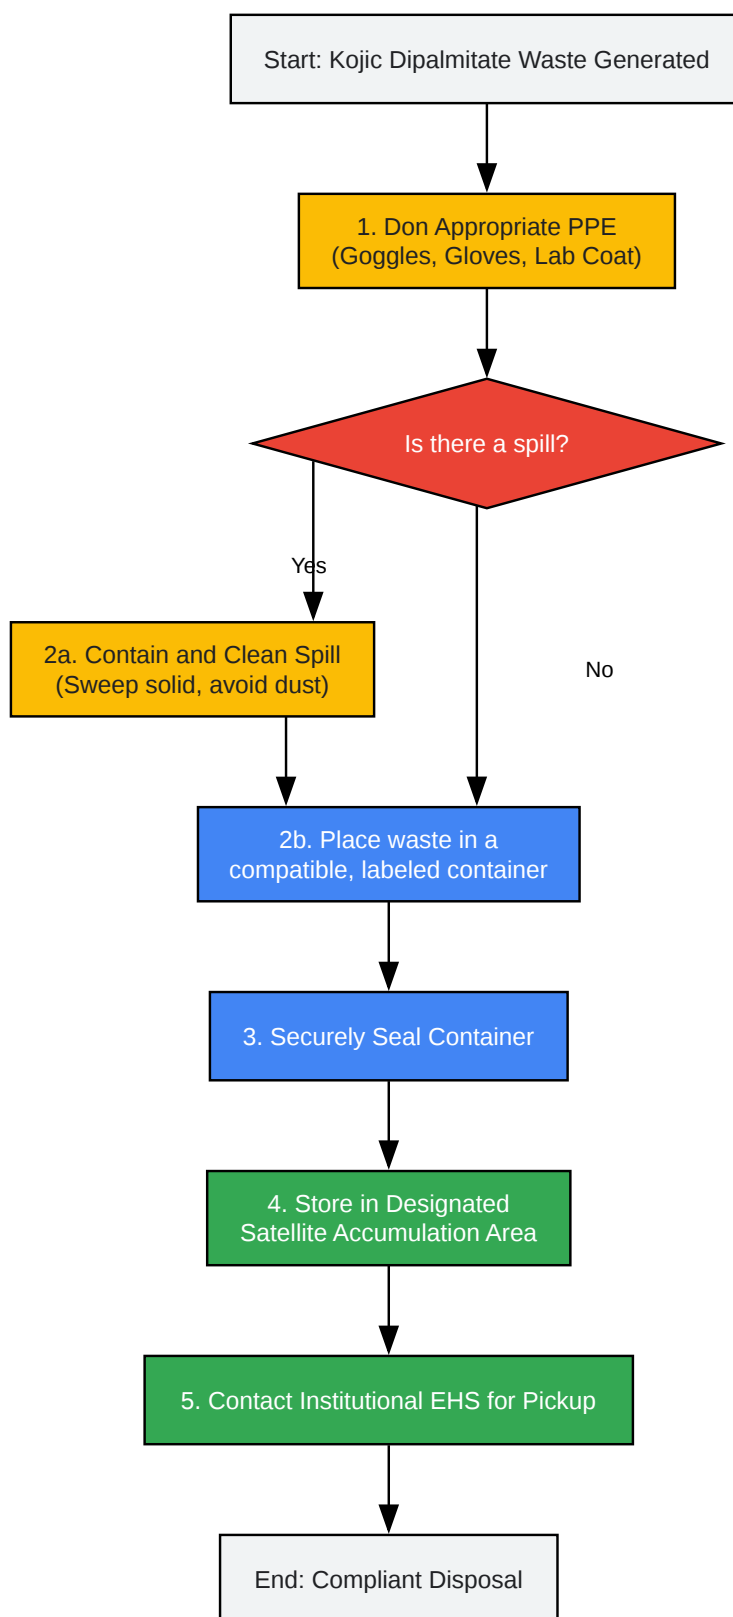 Start: Kojic Dipalmitate Waste Generated
1. Don Appropriate PPE
(Goggles, Gloves, Lab Coat)
Is there a spill?
Yes
2a. Contain and Clean Spill
(Sweep solid, avoid dust)
No
2b. Place waste in a
compatible, labeled container
3. Securely Seal Container
4. Store in Designated
Satellite Accumulation Area
5. Contact Institutional EHS for Pickup
End: Compliant Disposal